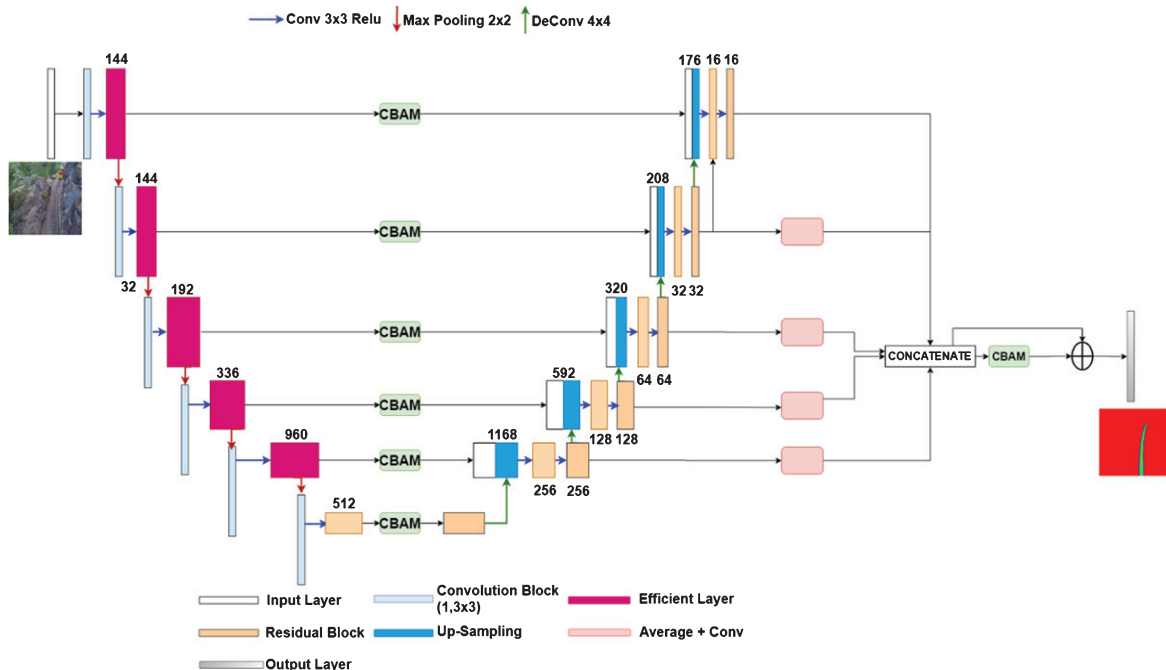 Conv 3x3 Relu
Max Pooling 2x2
DeConv 4x4
144
176
16
16
CBAM
144
208
CBAM
32
32
32
192
320
CBAM
64
64
CONCATENATE
CBAM
336
592
CBAM
128
128
960
1168
CBAM
256
256
512
CBAM
Input Layer
Convolution Block
(1,3x3)
Efficient Layer
Residual Block
Up-Sampling
Average + Conv
Output Layer